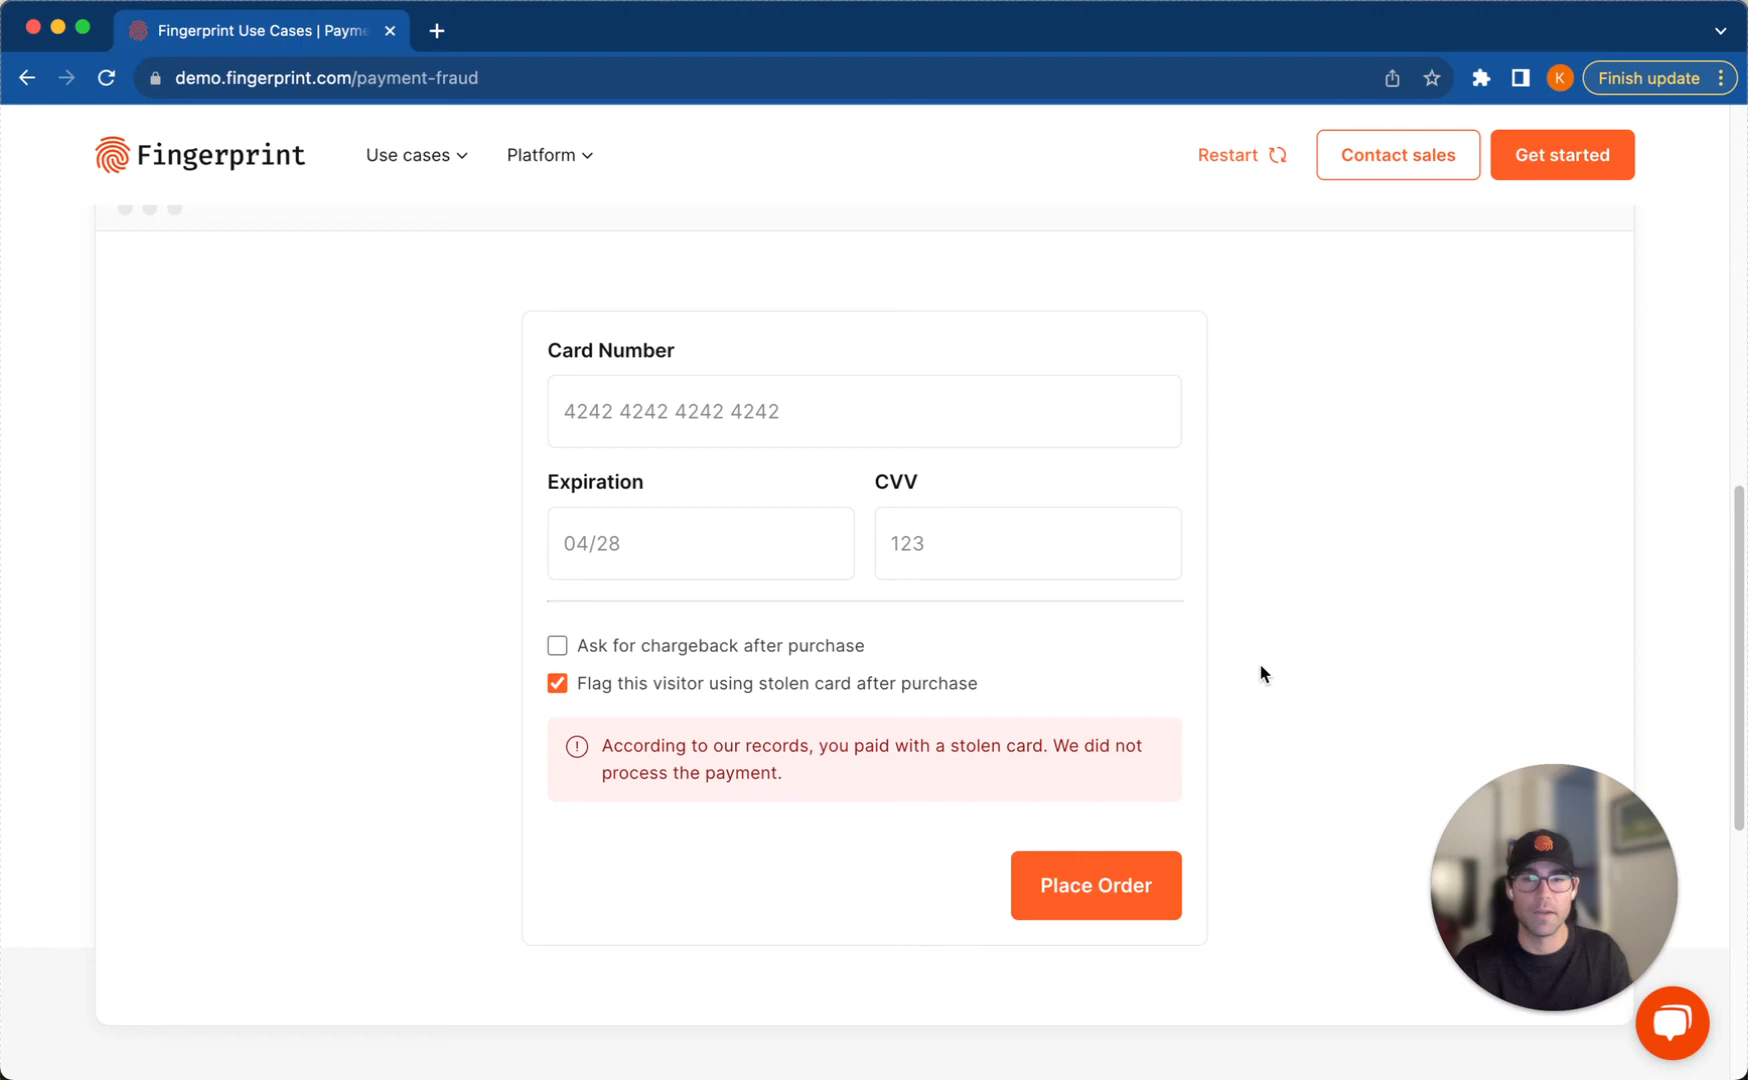 Fingerprint Use Cases | Payme
demo.fingerprint.com/payment-fraud
K
Finish update
Fingerprint
Use cases
Platform
Restart
Contact sales
Get started
Card Number
4242 4242 4242 4242
Expiration
CVV
04/28
123
Ask for chargeback after purchase
Flag this visitor using stolen card after purchase
According to our records, you paid with a stolen card. We did not
process the payment.
Place Order